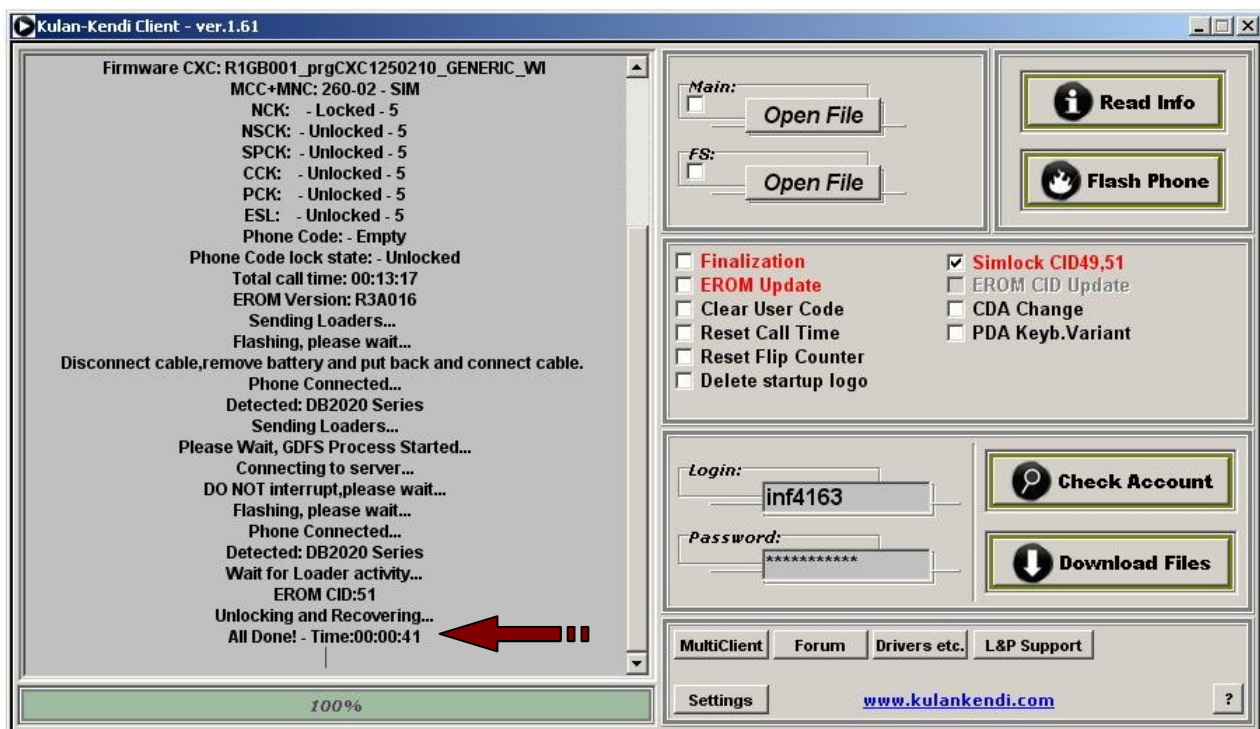 Kulan-Kendi Client - ver.1.61
Firmware CXC: R1GB001_prgCXC1250210_GENERIC_WI
MCC+MNC: 260-02 - SIM
NCK: - Locked - 5
NSCK: - Unlocked - 5
SPCK: - Unlocked - 5
CCK: - Unlocked - 5
PCK: - Unlocked - 5
ESL: - Unlocked - 5
Phone Code: - Empty
Phone Code lock state: - Unlocked
Total call time: 00:13:17
EROM Version: R3A016
Sending Loaders...
Flashing, please wait...
Disconnect cable,remove battery and put back and connect cable.
Phone Connected...
Detected: DB2020 Series
Sending Loaders...
Please Wait, GDFS Process Started...
Connecting to server...
DO NOT interrupt,please wait...
Flashing, please wait...
Phone Connected...
Detected: DB2020 Series
Wait for Loader activity...
EROM CID:51
Unlocking and Recovering...
All Done! - Time:00:00:41
100%
Main:
Open File
FS:
Open File
Read Info
Flash Phone
Finalization
EROM Update
Clear User Code
Reset Call Time
Reset Flip Counter
Delete startup logo
Simlock CID49,51
EROM CID Update
CDA Change
PDA Keyb.Variant
Login:
inf4163
Password:
***********
Check Account
Download Files
MultiClient
Forum
Drivers etc.
L&P Support
Settings
www.kulankendi.com
?